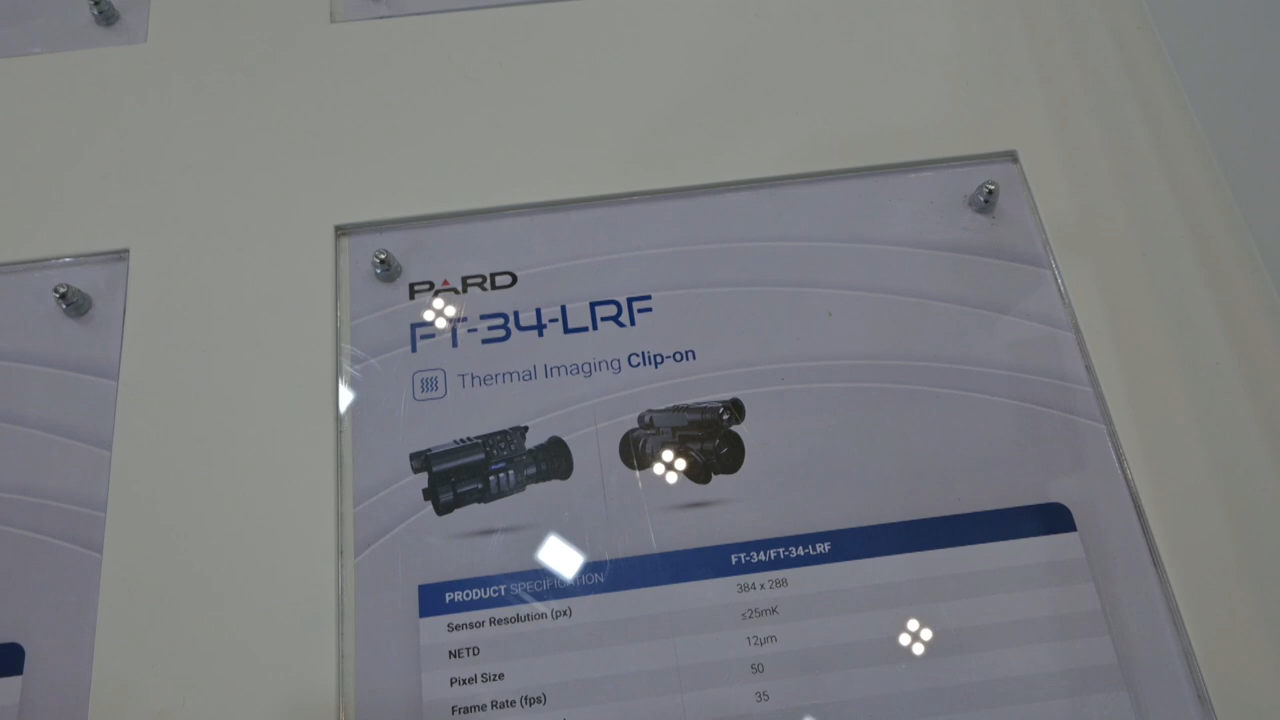 PARD
FT-34-LRF
Thermal Imaging Clip-on
PRODUCT SPECIFICATION FT-34/FT-34-LRF
Sensor Resolution (px) 384 x 288
NETD ≤25mK
Pixel Size 12μm
Frame Rate (fps) 50
35